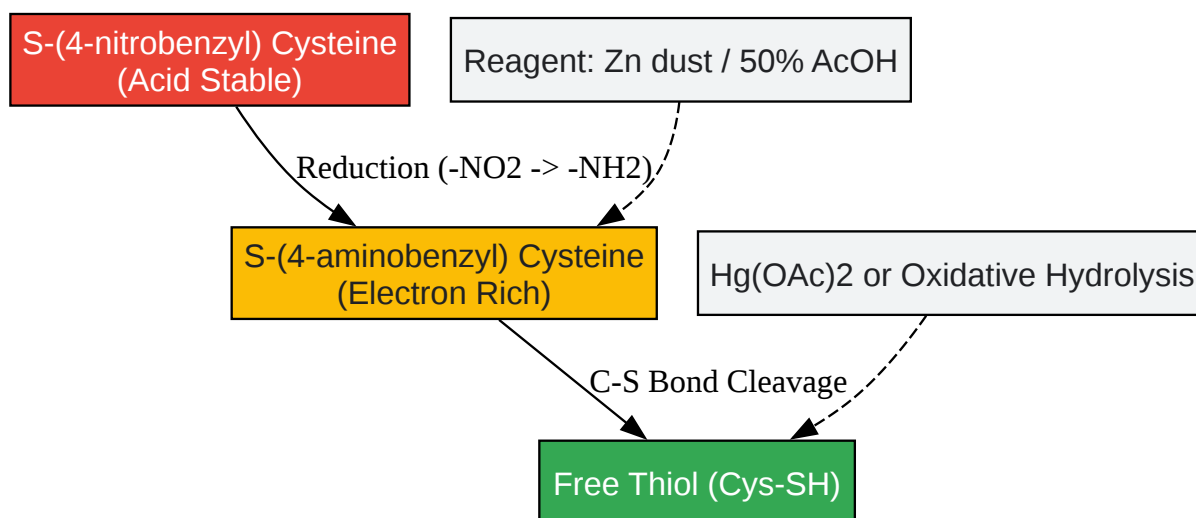 S-(4-nitrobenzyl) Cysteine
(Acid Stable)
Reagent: Zn dust / 50% AcOH
Reduction (-NO2 -> -NH2)
S-(4-aminobenzyl) Cysteine
(Electron Rich)
Hg(OAc)2 or Oxidative Hydrolysis
C-S Bond Cleavage
Free Thiol (Cys-SH)